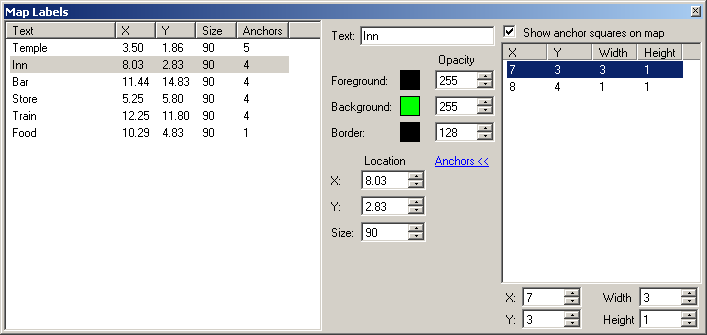 Map Labels
Text X Y Size Anchors
Temple 3.50 1.86 90 5
Inn 8.03 2.83 90 4
Bar 11.44 14.83 90 4
Store 5.25 5.80 90 4
Train 12.25 11.80 90 4
Food 10.29 4.83 90 1
Text: Inn
Opacity
Foreground: 255
Background: 255
Border: 128
Location Anchors <<
X: 8.03
Y: 2.83
Size: 90
Show anchor squares on map
X Y Width Height
7 3 3 1
8 4 1 1
X: 7 Width 3
Y: 3 Height 1